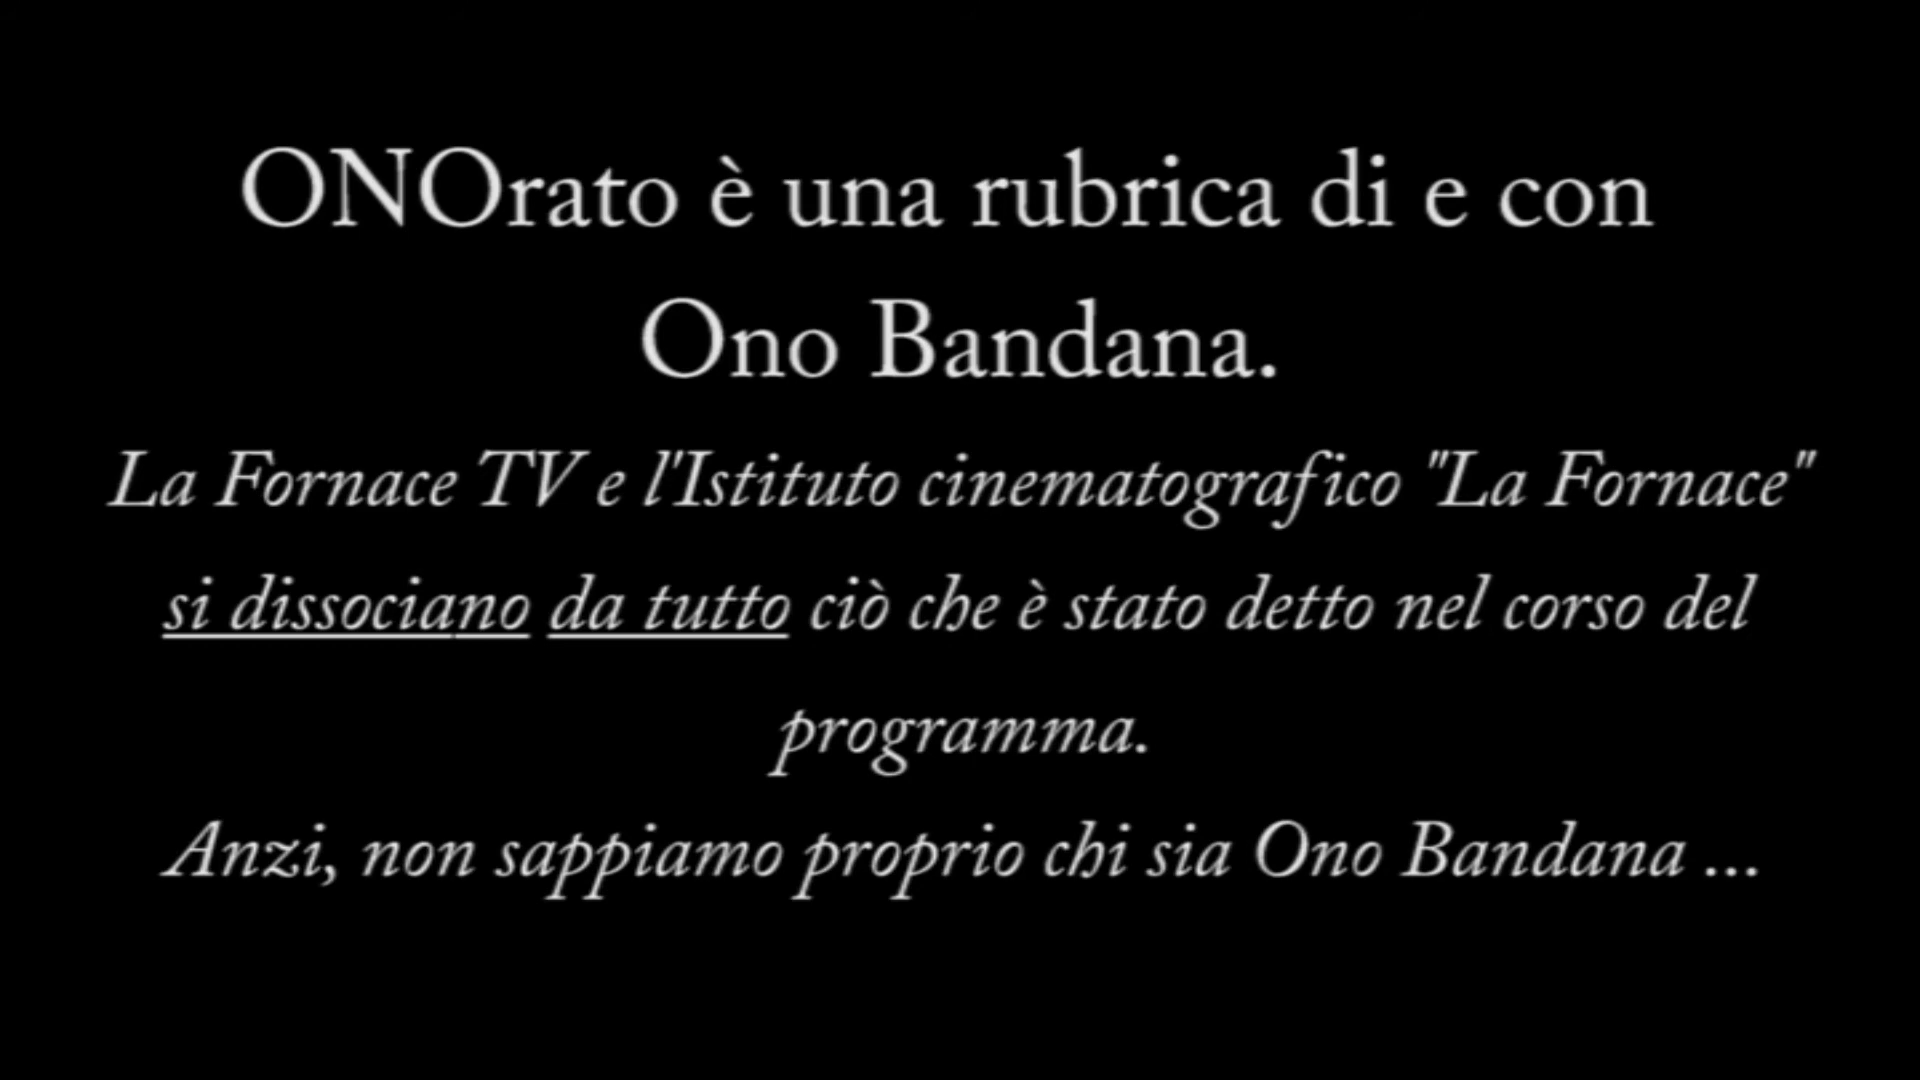 ONOrato è una rubrica di e con
Ono Bandana.
La Fornace TV e l'Istituto cinematografico "La Fornace"
si dissociano da tutto ciò che è stato detto nel corso del
programma.
Anzi, non sappiamo proprio chi sia Ono Bandana ...